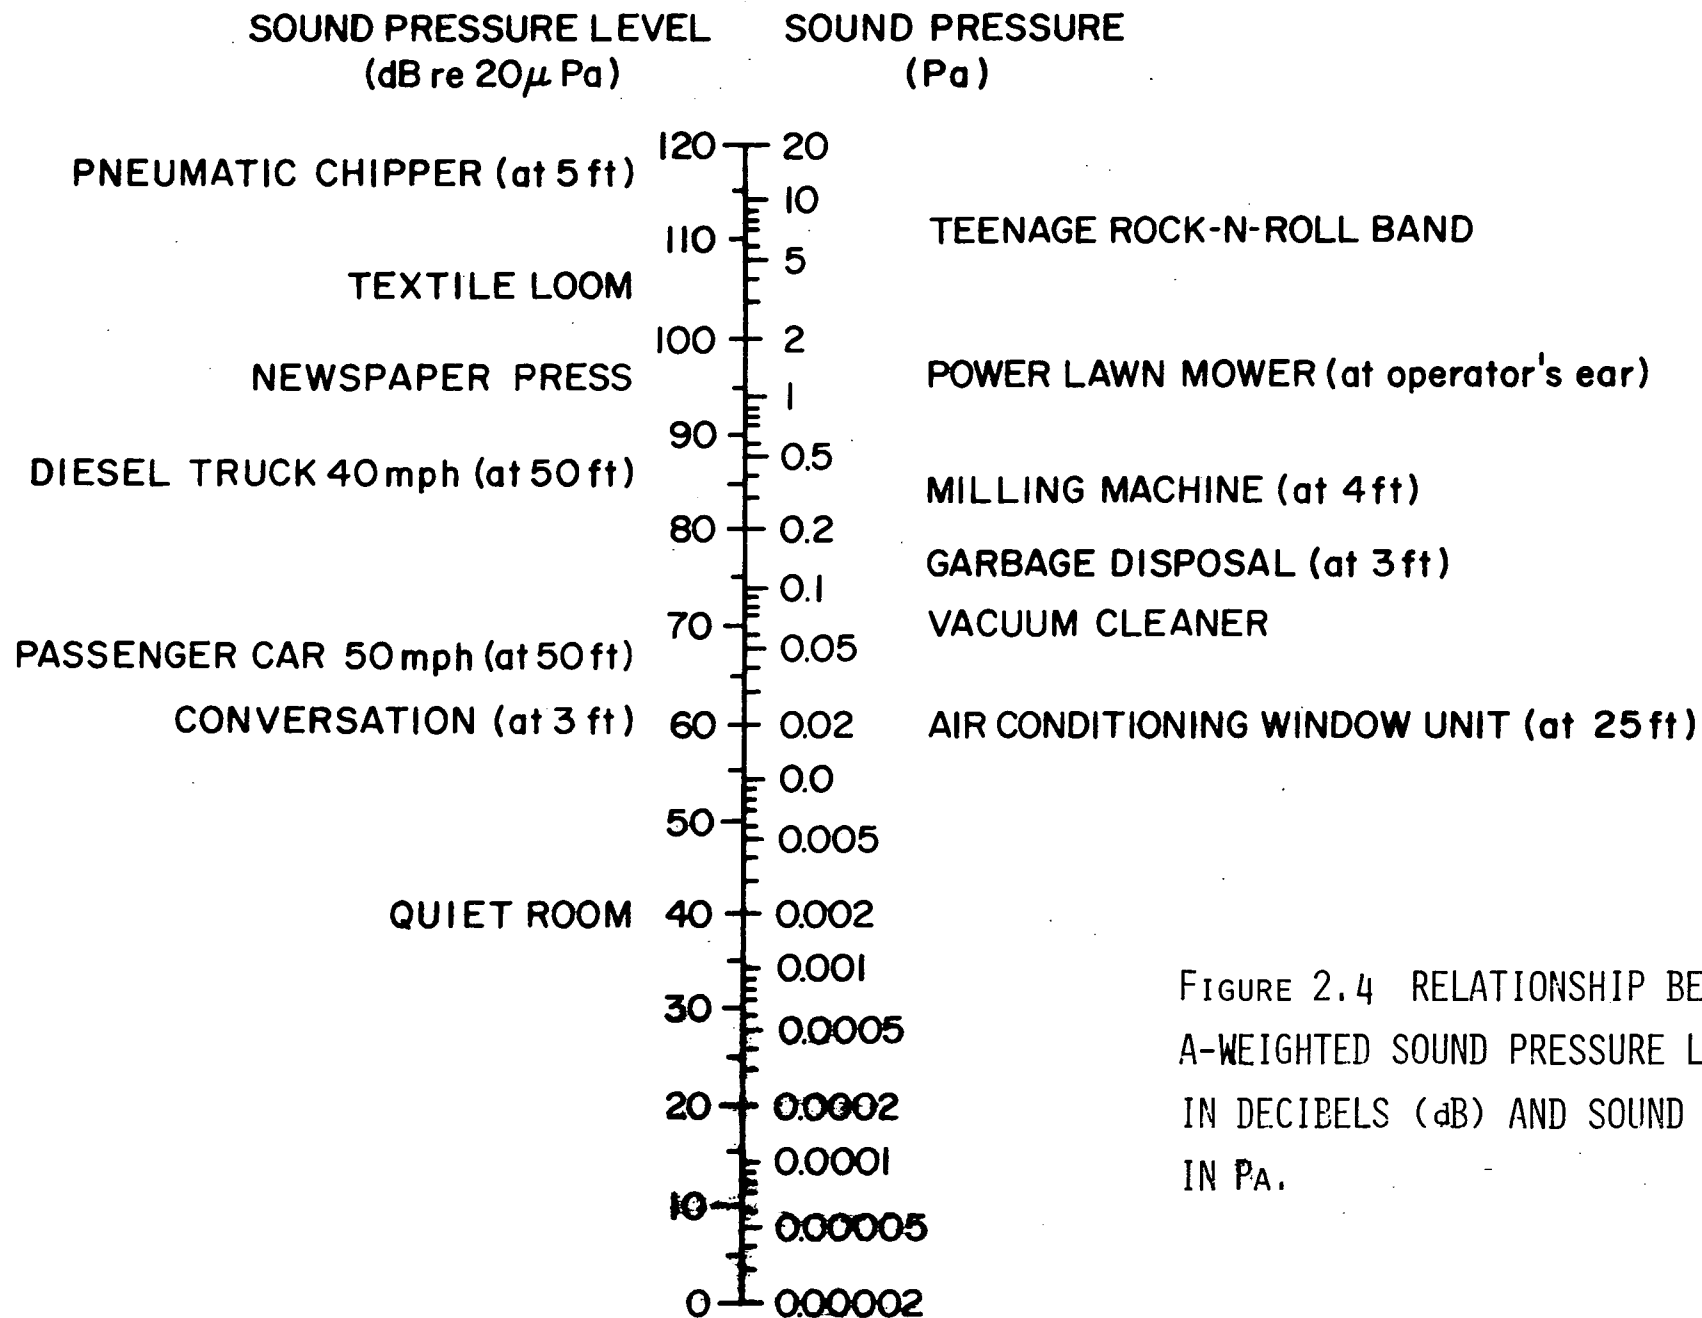 SOUND PRESSURE LEVEL SOUND PRESSURE
(dB re 20μ Pa) (Pa)
120 20
PNEUMATIC CHIPPER (at 5 ft)
10
TEENAGE ROCK-N-ROLL BAND
110
5
TEXTILE LOOM
100 2
NEWSPAPER PRESS POWER LAWN MOWER (at operator's ear)
1
90
0.5
DIESEL TRUCK 40 mph (at 50 ft)
MILLING MACHINE (at 4 ft)
80 0.2
GARBAGE DISPOSAL (at 3 ft)
0.1
70 VACUUM CLEANER
0.05
PASSENGER CAR 50 mph (at 50 ft)
CONVERSATION (at 3 ft) 60 0.02 AIR CONDITIONING WINDOW UNIT (at 25 ft)
0.0
50
0.005
QUIET ROOM 40 0.002
0.001
30
0.0005
20 0.0002
0.0001
10
0.00005
0 0.00002
FIGURE 2.4 RELATIONSHIP BE
A-WEIGHTED SOUND PRESSURE L
IN DECIBELS (dB) AND SOUND
IN PA.